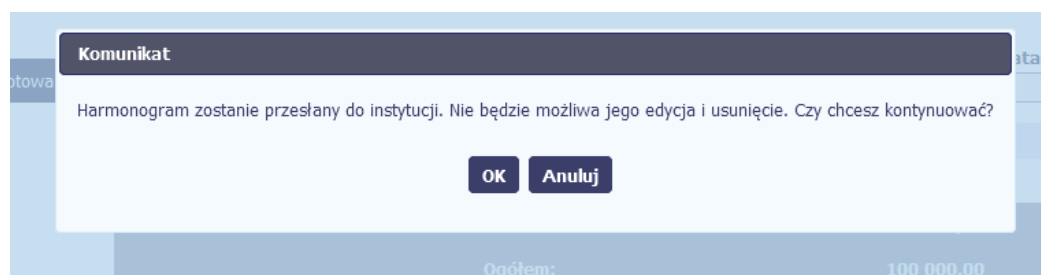 Komunikat
Harmonogram zostanie przesłany do instytucji. Nie będzie możliwa jego edycja i usunięcie. Czy chcesz kontynuować?
OK Anuluj
Ogółem: 100 000,00